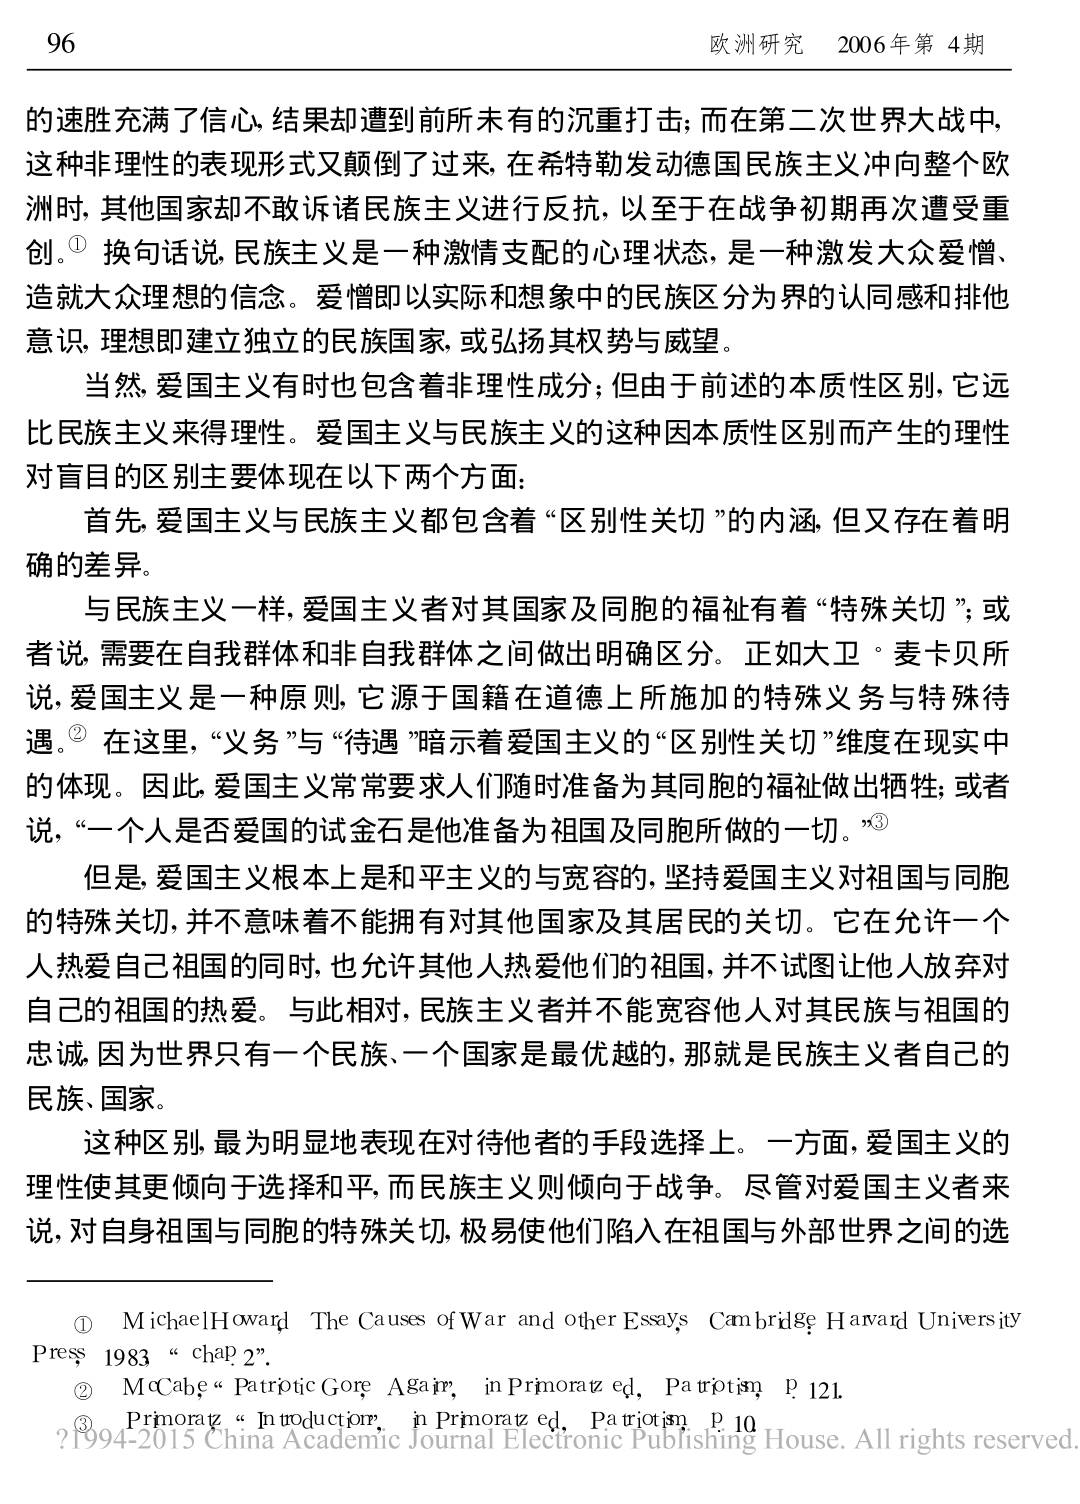 96 欧洲研究 2006年第 4期
的速胜充满了信心,结果却遭到前所未有的沉重打击;而在第二次世界大战中,
这种非理性的表现形式又颠倒了过来,在希特勒发动德国民族主义冲向整个欧
洲时,其他国家却不敢诉诸民族主义进行反抗,以至于在战争初期再次遭受重
创。① 换句话说,民族主义是一种激情支配的心理状态,是一种激发大众爱憎、
造就大众理想的信念。爱憎即以实际和想象中的民族区分为界的认同感和排他
意识,理想即建立独立的民族国家,或弘扬其权势与威望。
当然,爱国主义有时也包含着非理性成分;但由于前述的本质性区别,它远
比民族主义来得理性。爱国主义与民族主义的这种因本质性区别而产生的理性
对盲目的区别主要体现在以下两个方面:
首先,爱国主义与民族主义都包含着“区别性关切”的内涵,但又存在着明
确的差异。
与民族主义一样,爱国主义者对其国家及同胞的福祉有着“特殊关切”;或
者说,需要在自我群体和非自我群体之间做出明确区分。正如大卫°麦卡贝所
说,爱国主义是一种原则,它源于国籍在道德上所施加的特殊义务与特殊待
遇。② 在这里,“义务”与“待遇”暗示着爱国主义的“区别性关切”维度在现实中
的体现。因此,爱国主义常常要求人们随时准备为其同胞的福祉做出牺牲;或者
说,“一个人是否爱国的试金石是他准备为祖国及同胞所做的一切。”③
但是,爱国主义根本上是和平主义的与宽容的,坚持爱国主义对祖国与同胞
的特殊关切,并不意味着不能拥有对其他国家及其居民的关切。它在允许一个
人热爱自己祖国的同时,也允许其他人热爱他们的祖国,并不试图让他人放弃对
自己的祖国的热爱。与此相对,民族主义者并不能宽容他人对其民族与祖国的
忠诚,因为世界只有一个民族、一个国家是最优越的,那就是民族主义者自己的
民族、国家。
这种区别,最为明显地表现在对待他者的手段选择上。一方面,爱国主义的
理性使其更倾向于选择和平,而民族主义则倾向于战争。尽管对爱国主义者来
说,对自身祖国与同胞的特殊关切,极易使他们陷入在祖国与外部世界之间的选
① Michael Howard, The Causes of War and other Essays, Cambridge: Harvard University
Press, 1983, “chap. 2”.
② McCabe, “Patriotic Gore, Again”, in Primoratz ed., Patriotism, p. 121.
③ Primoratz, “Introduction”, in Primoratz ed., Patriotism, p. 10.
?1994-2015 China Academic Journal Electronic Publishing House. All rights reserved.